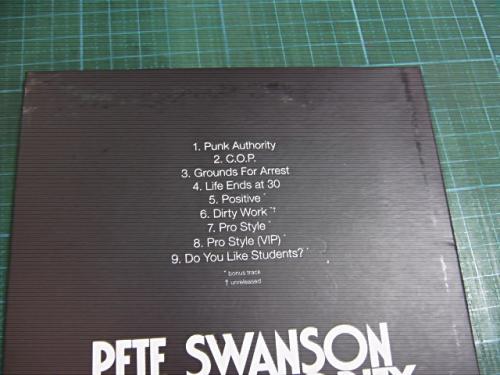 1. Punk Authority
2. C.O.P.
3. Grounds For Arrest
4. Life Ends at 30
5. Positive *
6. Dirty Work *†
7. Pro Style *
8. Pro Style (VIP) *
9. Do You Like Students? *
* bonus track
† unreleased
PETE SWANSON